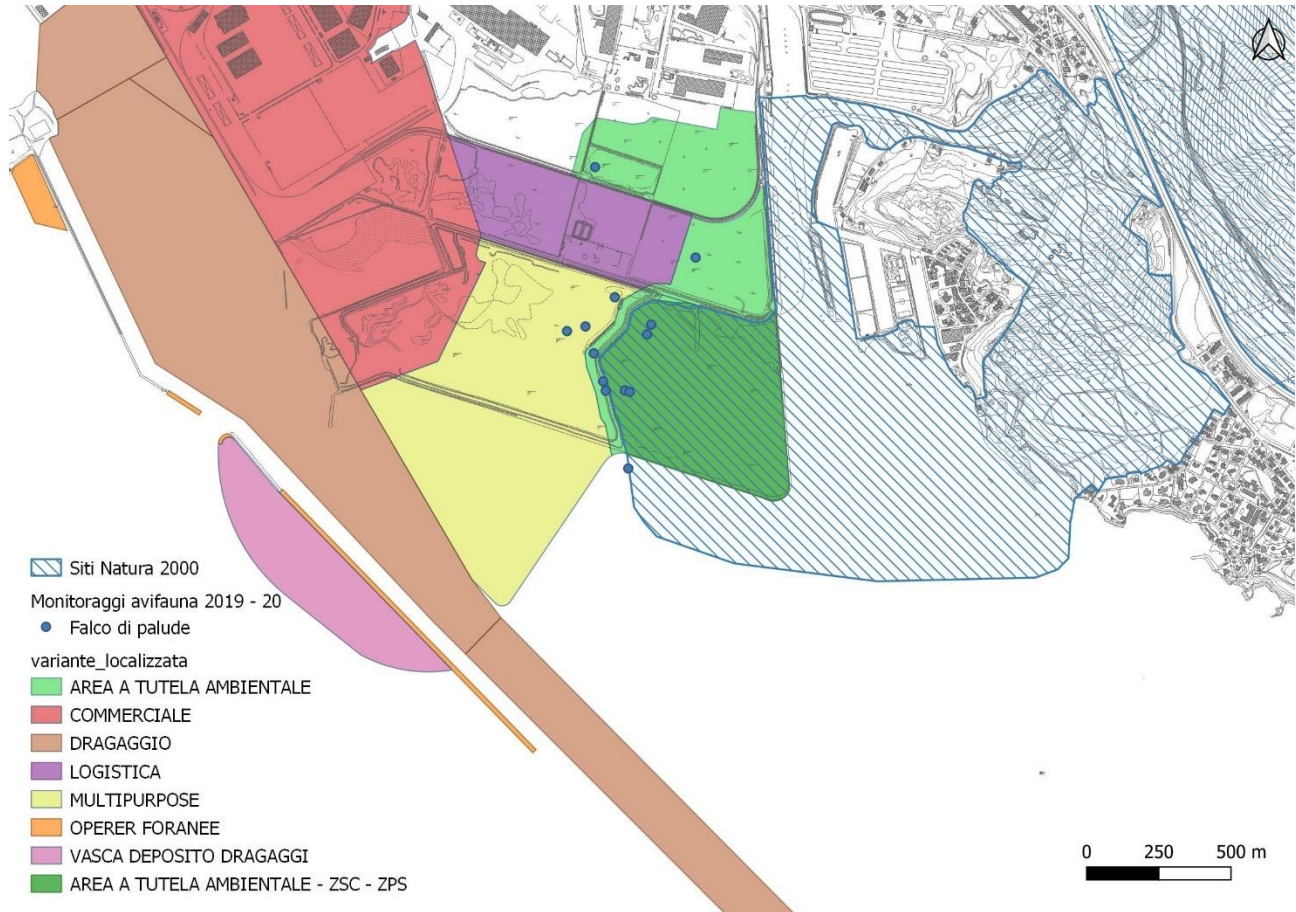 Siti Natura 2000
Monitoraggi avifauna 2019 - 20
Falco di palude
variante_localizzata
AREA A TUTELA AMBIENTALE
COMMERCIALE
DRAGAGGIO
LOGISTICA
MULTIPURPOSE
OPERER FORANEE
VASCA DEPOSITO DRAGAGGI
AREA A TUTELA AMBIENTALE - ZSC - ZPS
0 250 500 m